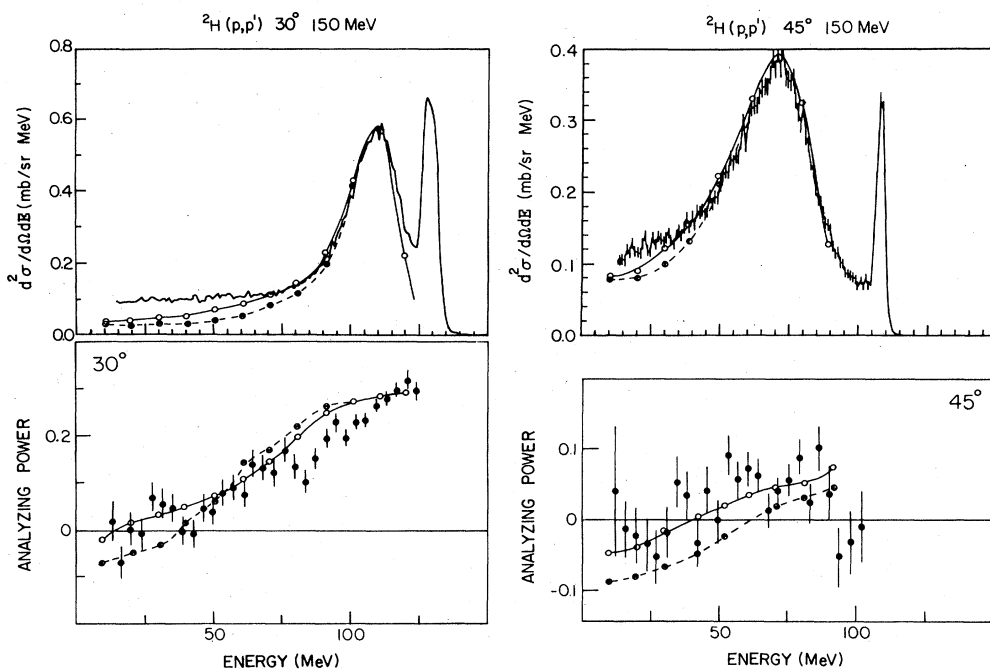 ²H(p,p') 30° 150 MeV
d²σ/dΩdE (mb/sr MeV)
0.8
0.6
0.4
0.2
0.0
30°
ANALYZING POWER
0.2
0
50
100
ENERGY (MeV)
²H(p,p') 45° 150 MeV
d²σ/dΩdE (mb/sr MeV)
0.4
0.3
0.2
0.1
0.0
45°
ANALYZING POWER
0.1
0
-0.1
50
100
ENERGY (MeV)